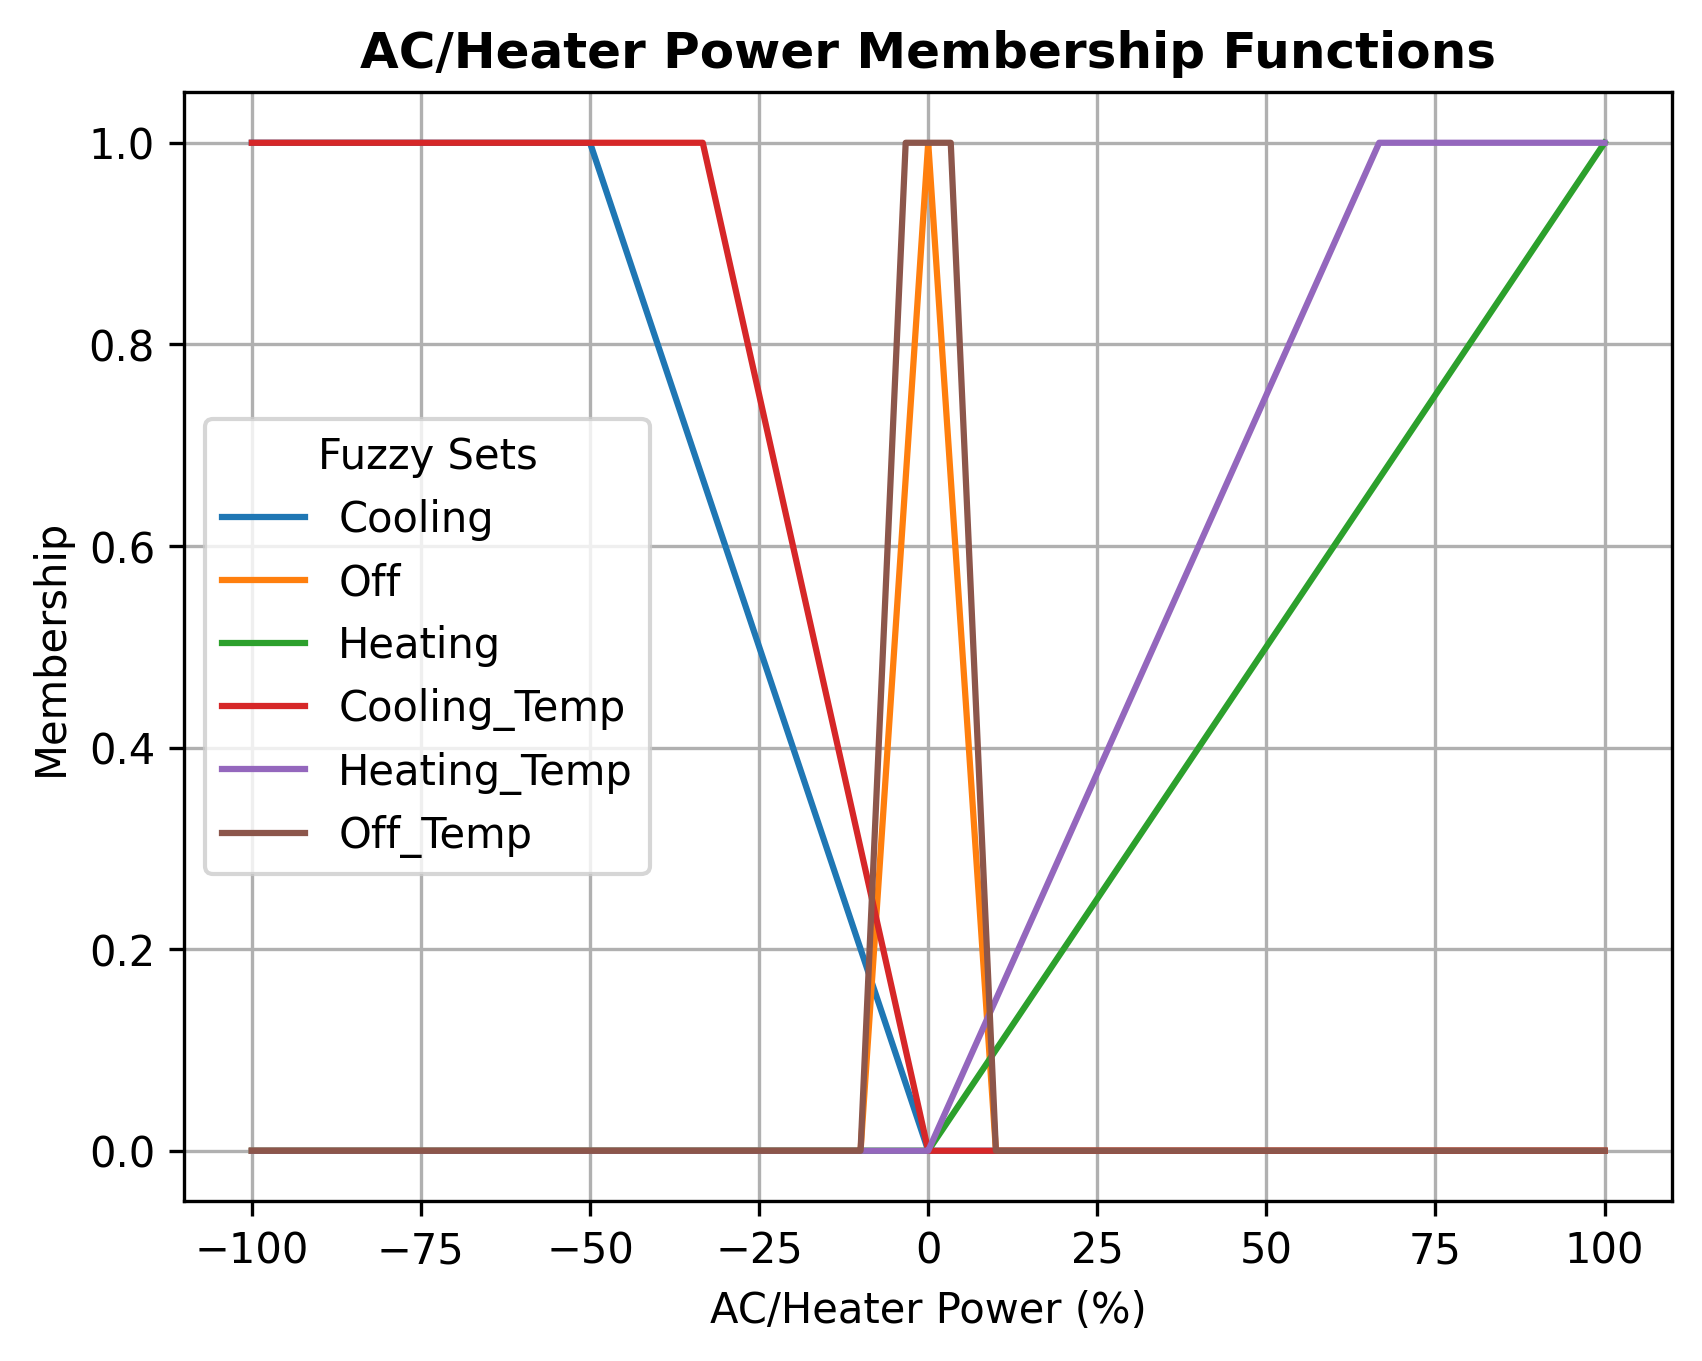 AC/Heater Power Membership Functions
1.0
0.8
0.6
0.4
0.2
0.0
Membership
Fuzzy Sets
Cooling
Off
Heating
Cooling_Temp
Heating_Temp
Off_Temp
−100 −75 −50 −25 0 25 50 75 100
AC/Heater Power (%)